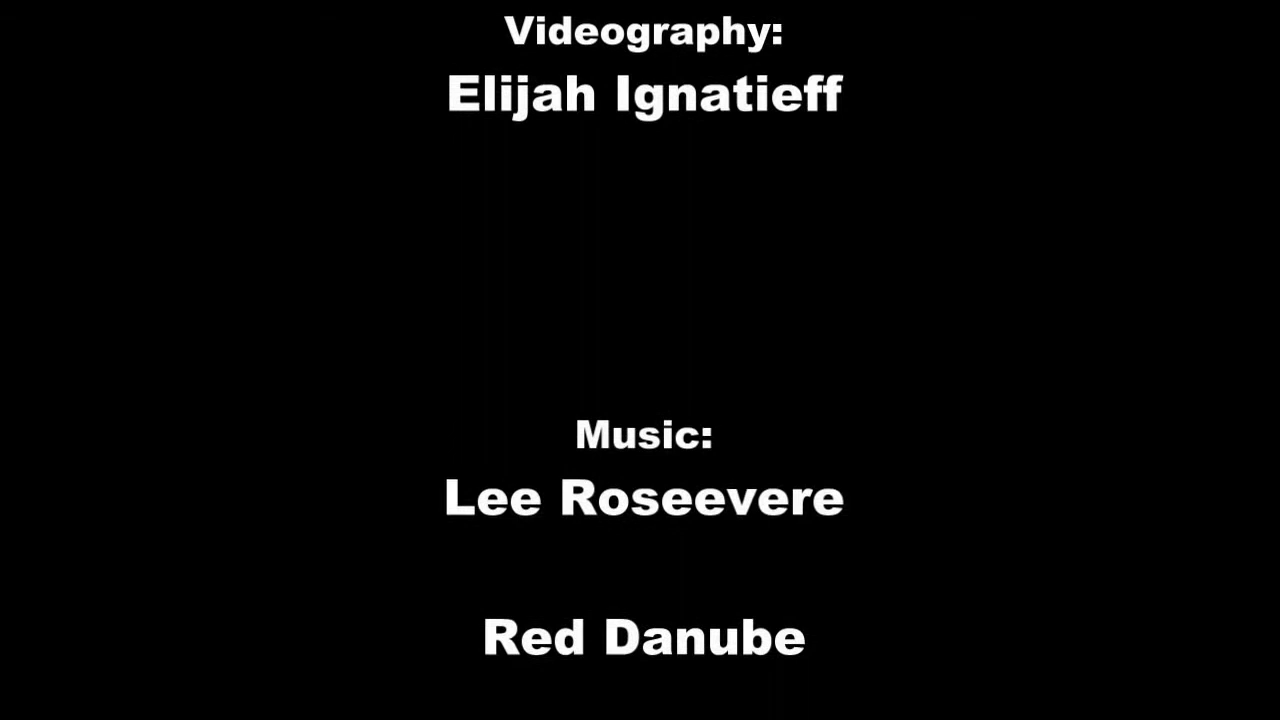 Videography:
Elijah Ignatieff
Music:
Lee Roseevere
Red Danube